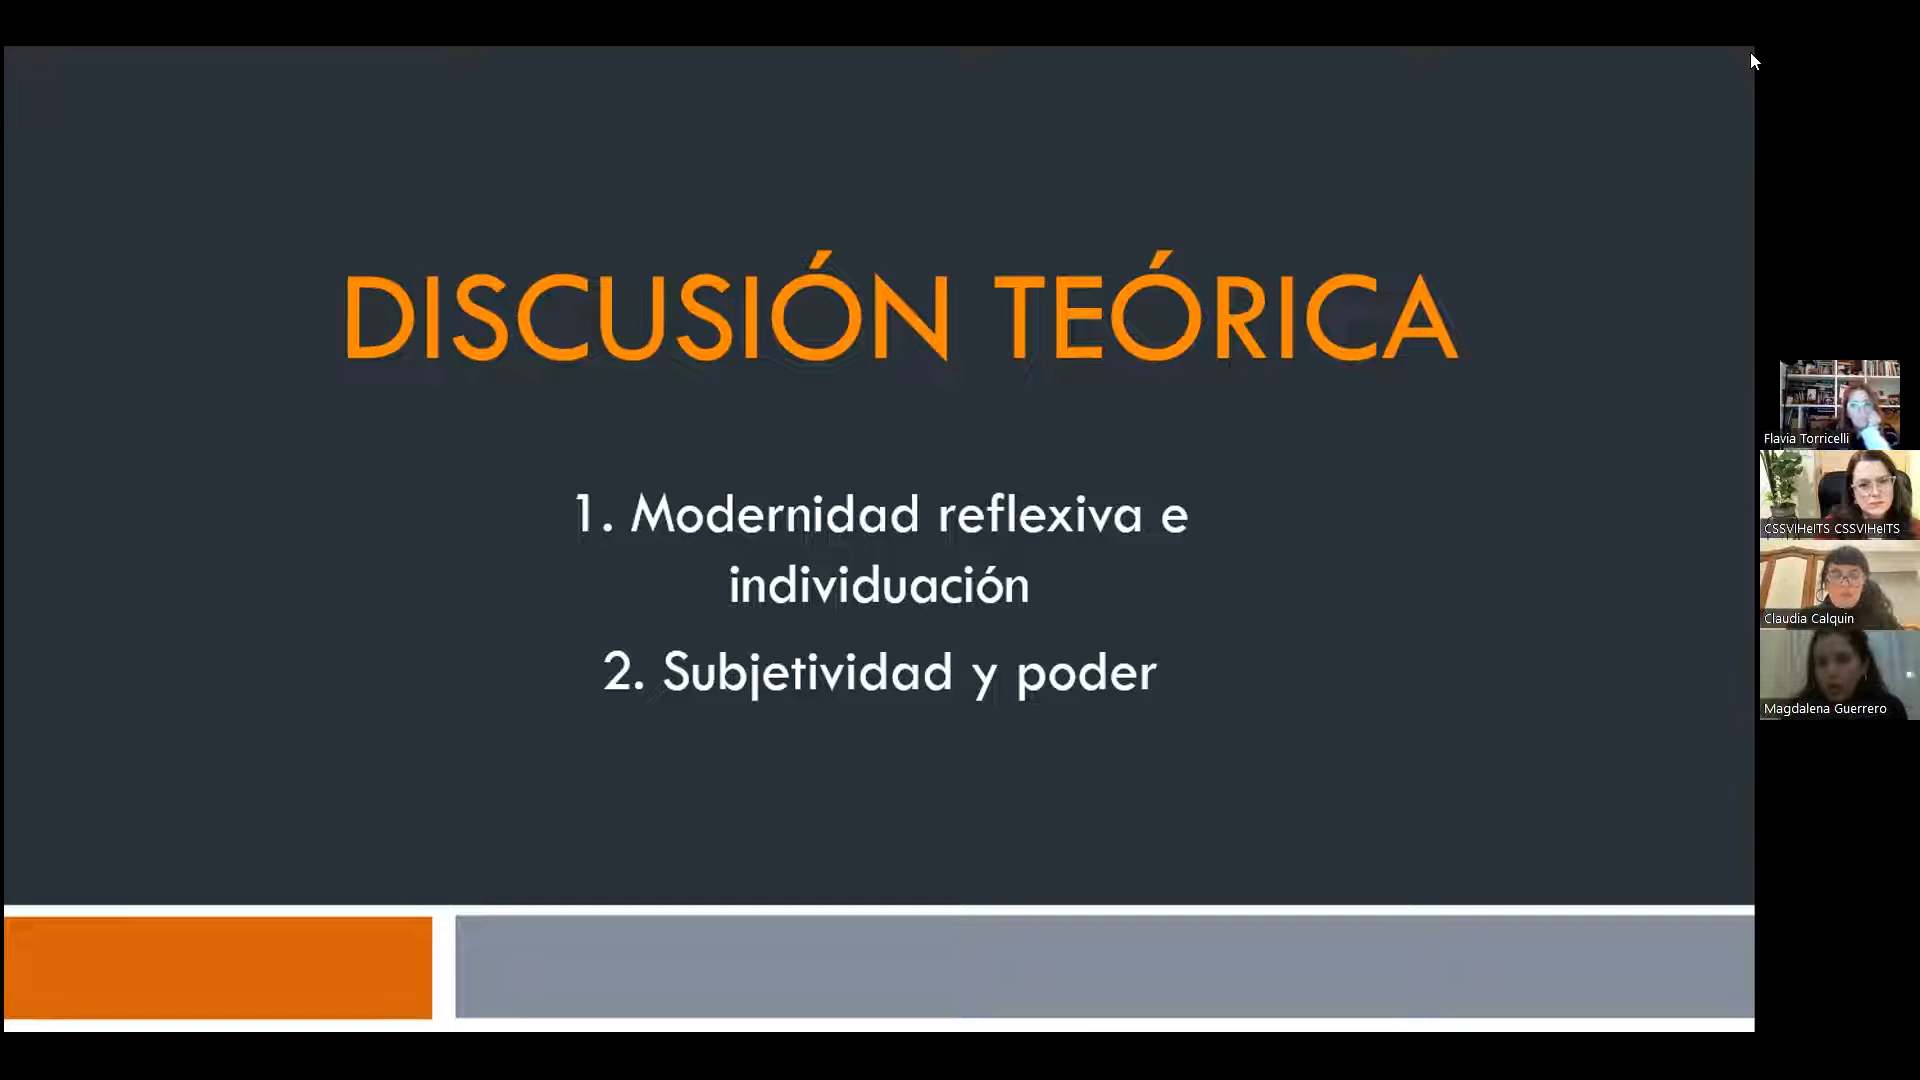 DISCUSIÓN TEÓRICA
1. Modernidad reflexiva e
individuación
2. Subjetividad y poder
Flavia Torricelli
CSSVIHeITS CSSVIHeITS
Claudia Calquin
Magdalena Guerrero